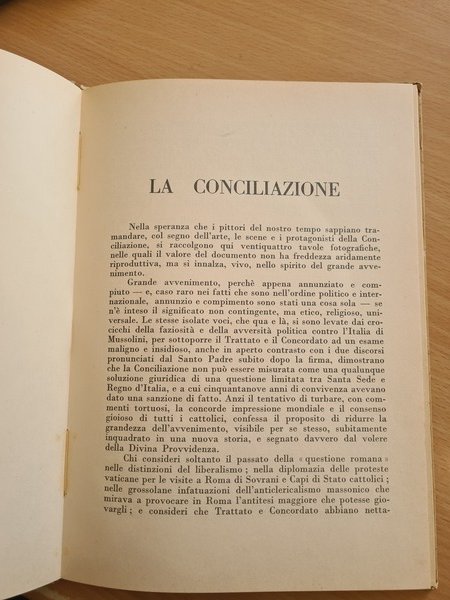 LA CONCILIAZIONE
Nella speranza che i pittori del nostro tempo sappiano tra-
mandare, col segno dell'arte, le scene e i protagonisti della Con-
ciliazione, si raccolgono qui ventiquattro tavole fotografiche,
nelle quali il valore del documento non ha freddezza aridamente
riproduttiva, ma si innalza, vivo, nello spirito del grande avve-
nimento.
Grande avvenimento, perchè appena annunziato e com-
piuto — e, caso raro nei fatti che sono nell'ordine politico e inter-
nazionale, annunzio e compimento sono stati una cosa sola — se
n'è inteso il significato non contingente, ma etico, religioso, uni-
versale. Le stesse isolate voci, che qua e là, si sono levate dai cro-
cicchi della faziosità e della avversità politica contro l'Italia di
Mussolini, per sottoporre il Trattato e il Concordato ad un esame
maligno e insidioso, anche in aperto contrasto con i due discorsi
pronunciati dal Santo Padre subito dopo la firma, dimostrano
che la Conciliazione non può essere misurata come una qualunque
soluzione giuridica di una questione limitata tra Santa Sede e
Regno d'Italia, e a cui cinquantanove anni di convivenza avevano
dato una sanzione di fatto. Anzi il tentativo di turbare, con com-
menti tortuosi, la concorde impressione mondiale e il consenso
gioioso di tutti i cattolici, confessa il proposito di ridurre la
grandezza dell'avvenimento, visibile per se stesso, subitamente
inquadrato in una nuova storia, e segnato davvero dal volere
della Divina Provvidenza.
Chi consideri soltanto il passato della « questione romana »
nelle distinzioni del liberalismo ; nella diplomazia delle proteste
vaticane per le visite a Roma di Sovrani e Capi di Stato cattolici ;
nelle grossolane infatuazioni dell'anticlericalismo massonico che
mirava a provocare in Roma l'antitesi maggiore che potesse gio-
vargli ; e consideri che Trattato e Concordato abbiano netta-